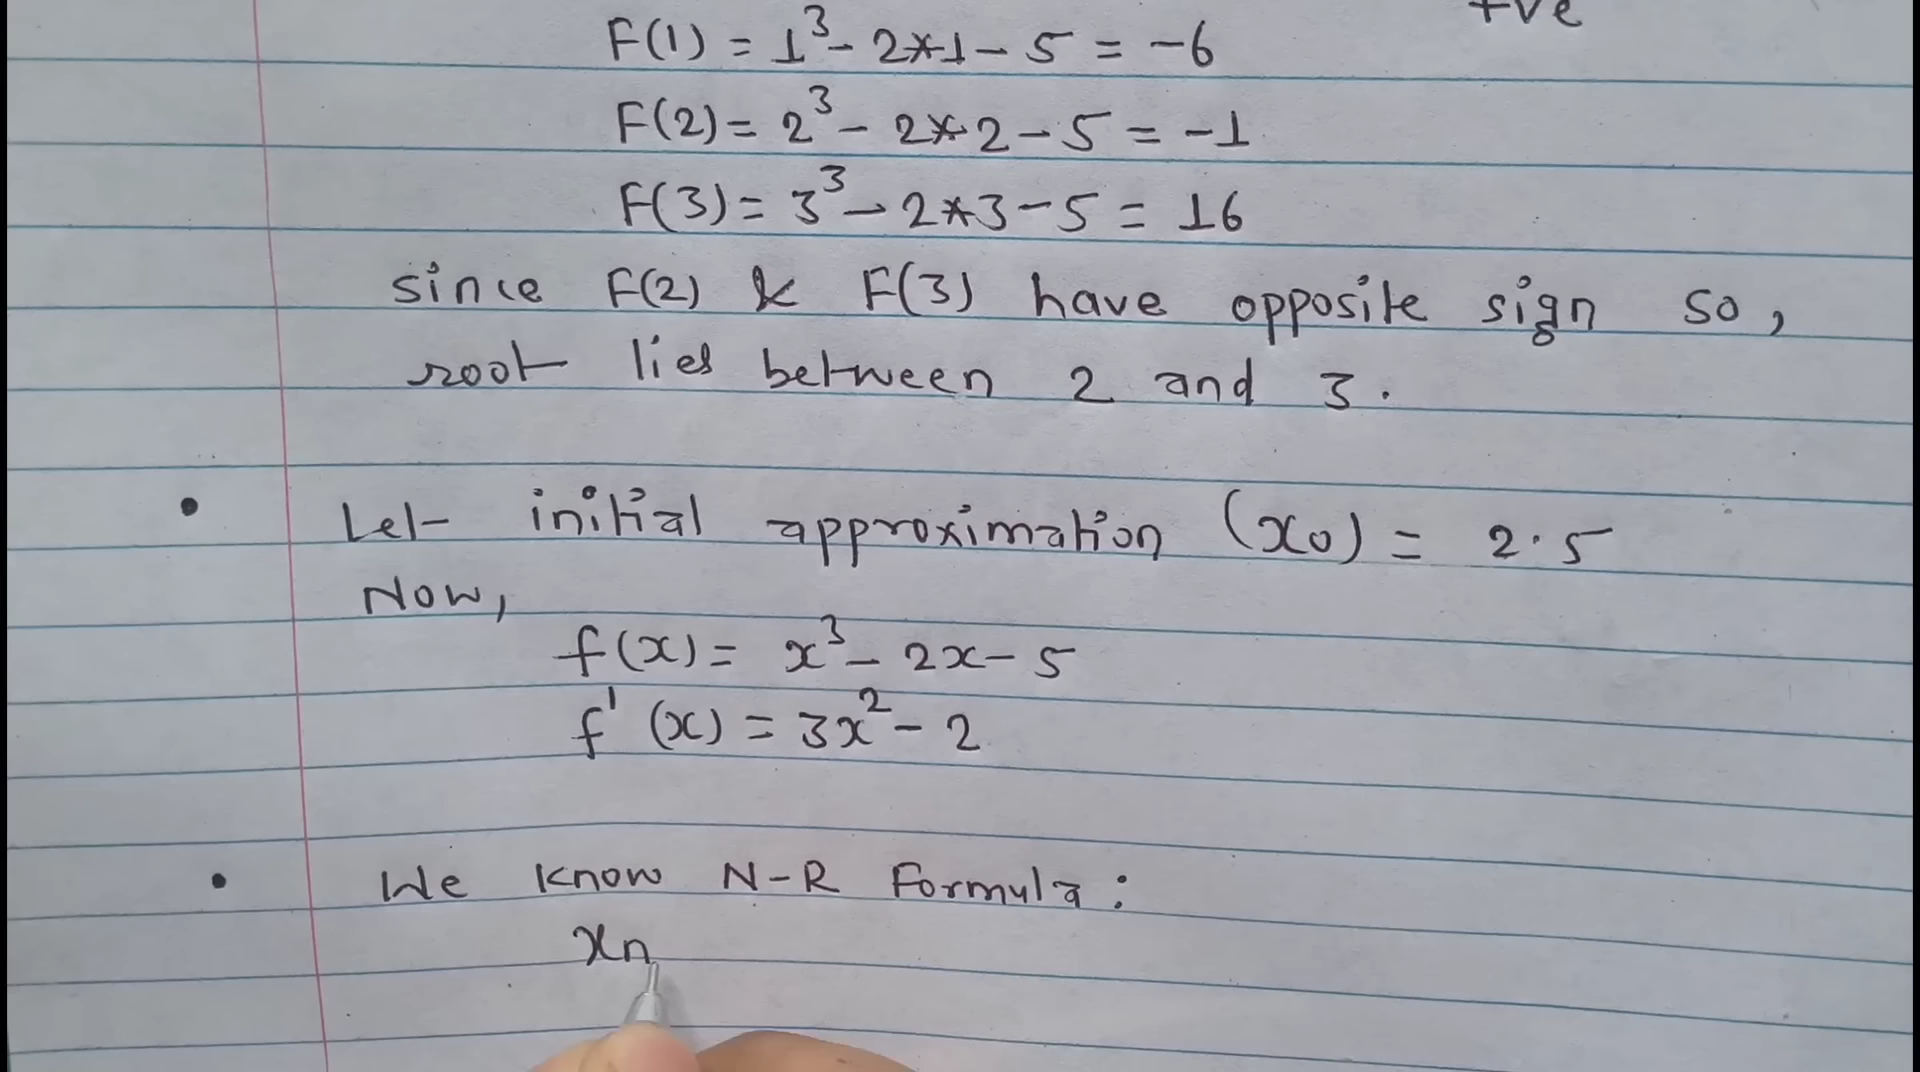 +ve
F(1) = 1³ - 2*1 - 5 = -6
F(2) = 2³ - 2*2 - 5 = -1
F(3) = 3³ - 2*3 - 5 = 16
since F(2) & F(3) have opposite sign so,
root lies between 2 and 3.
• Let initial approximation (x₀) = 2.5
Now,
f(x) = x³ - 2x - 5
f'(x) = 3x² - 2
• We know N-R Formula :
xn